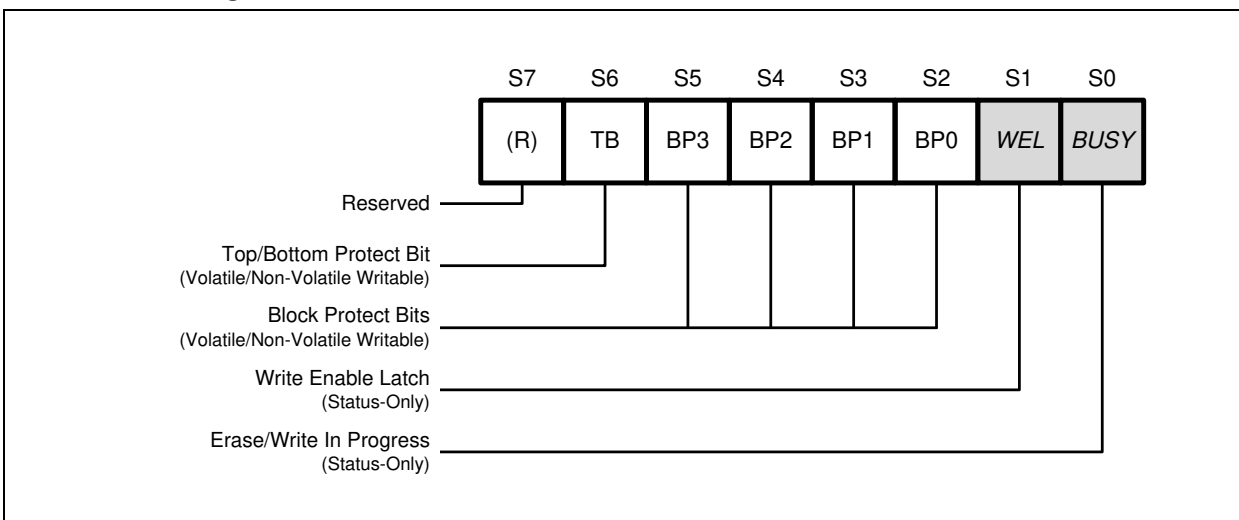 S7 S6 S5 S4 S3 S2 S1 S0
(R) TB BP3 BP2 BP1 BP0 WEL BUSY
Reserved
Top/Bottom Protect Bit
(Volatile/Non-Volatile Writable)
Block Protect Bits
(Volatile/Non-Volatile Writable)
Write Enable Latch
(Status-Only)
Erase/Write In Progress
(Status-Only)